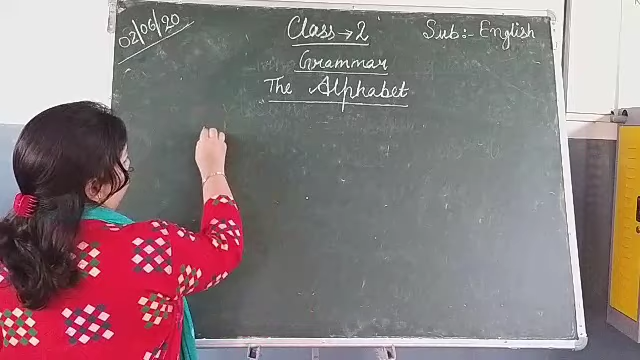 02/06/20
Class → 2
Sub:- English
Grammar
The Alphabet